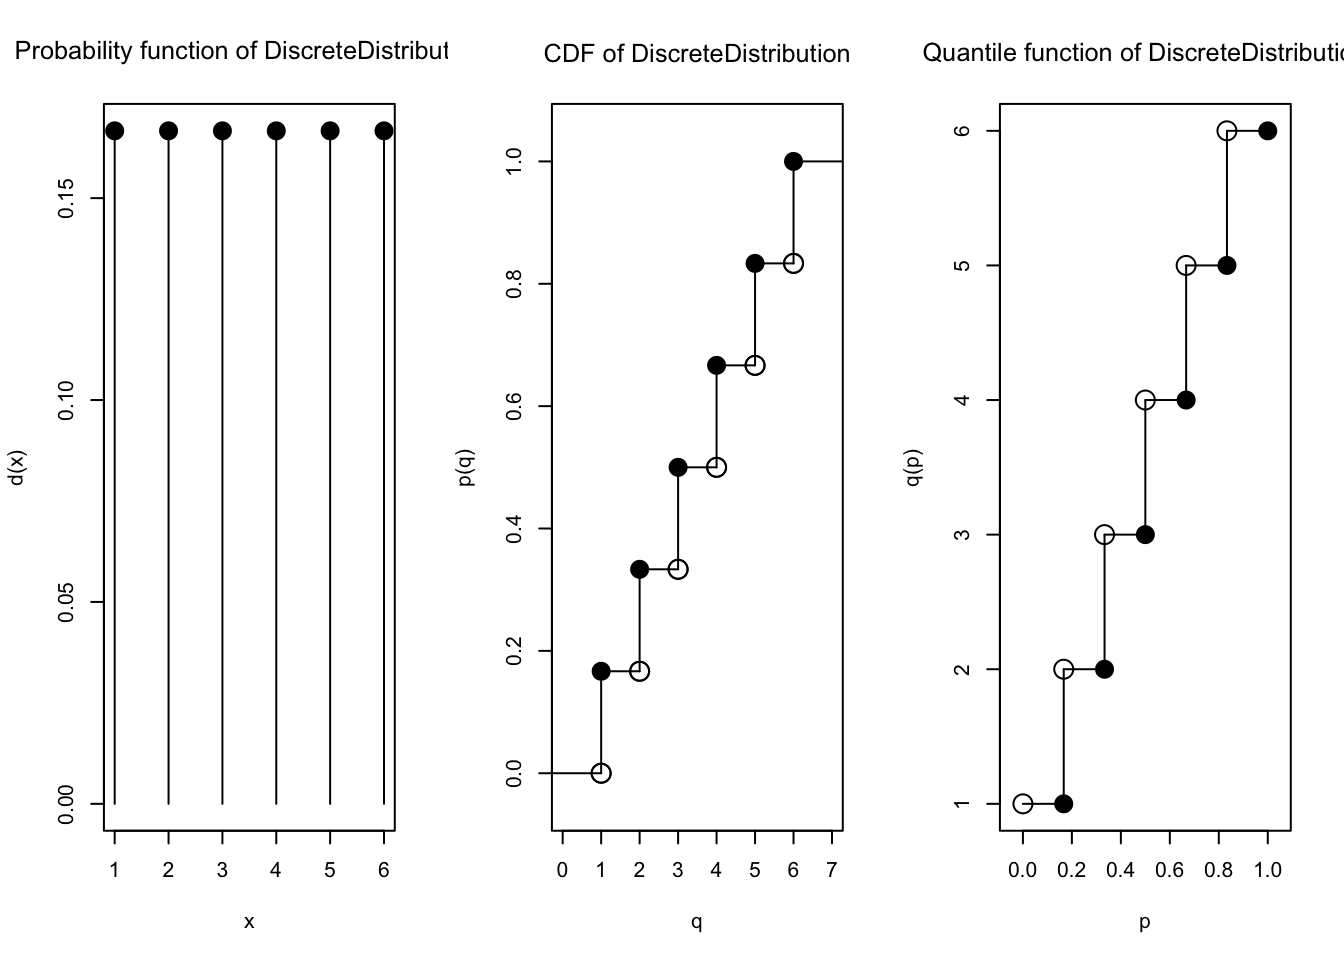 Probability function of DiscreteDistribut
d(x)
0.15
0.10
0.05
0.00
1 2 3 4 5 6
x
CDF of DiscreteDistribution
p(q)
1.0
0.8
0.6
0.4
0.2
0.0
0 1 2 3 4 5 6 7
q
Quantile function of DiscreteDistributio
q(p)
6
5
4
3
2
1
0.0 0.2 0.4 0.6 0.8 1.0
p